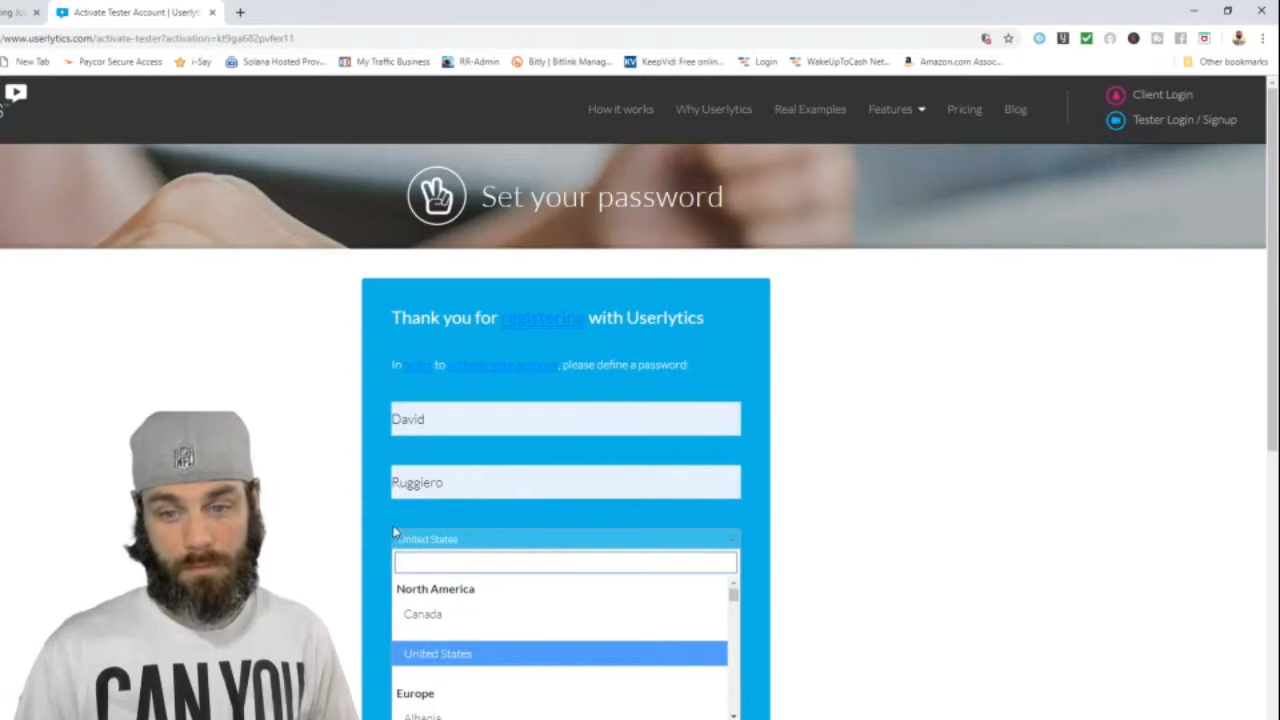 Activate Tester Account | Userlytic
/www.userlytics.com/activate-tester?activation=kt9ga682pvfex11
New Tab
Paycor Secure Access
i-Say
Solana Hosted Prov...
My Traffic Business
RR-Admin
Bitly | Bitlink Manag...
KeepVid: Free onlin...
Login
WakeUpToCash Net...
Amazon.com Assoc...
Other bookmarks
How it works
Why Userlytics
Real Examples
Features
Pricing
Blog
Client Login
Tester Login / Signup
Set your password
Thank you for registering with Userlytics
In order to activate your account, please define a password:
David
Ruggiero
United States
North America
Canada
United States
Europe
Albania
NFL
CAN YOU